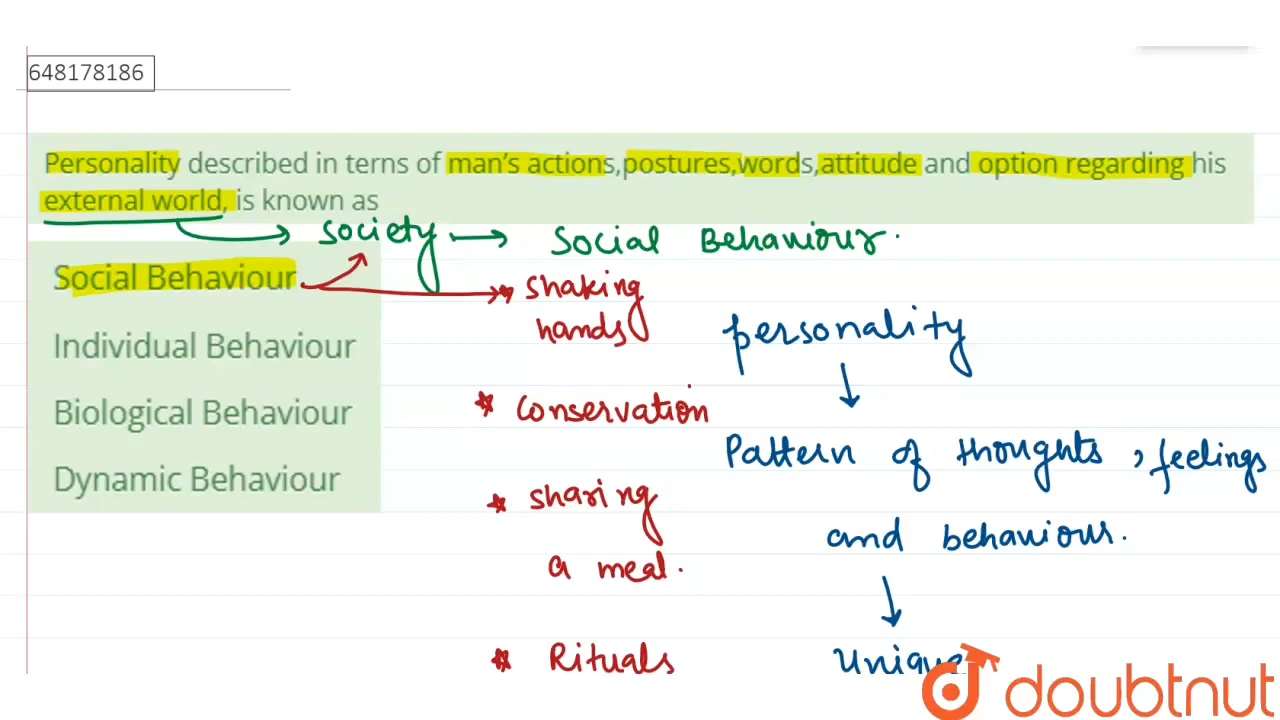 648178186
Personality described in terns of man's actions,postures,words,attitude and option regarding his
external world, is known as
society → Social Behaviour.
Social Behaviour
Individual Behaviour
Biological Behaviour
Dynamic Behaviour
* shaking
hands
* Conservation
* sharing
a meal.
* Rituals
personality
↓
Pattern of thoughts, feelings
and behaviour.
↓
Unique
doubtnut